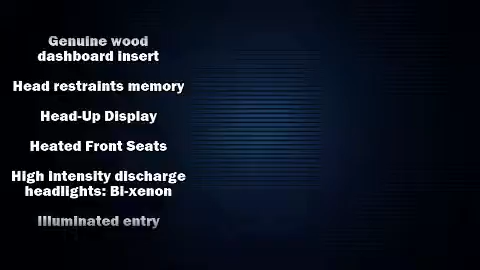 Genuine wood
dashboard insert
Head restraints memory
Head-Up Display
Heated Front Seats
High intensity discharge
headlights: Bi-xenon
Illuminated entry